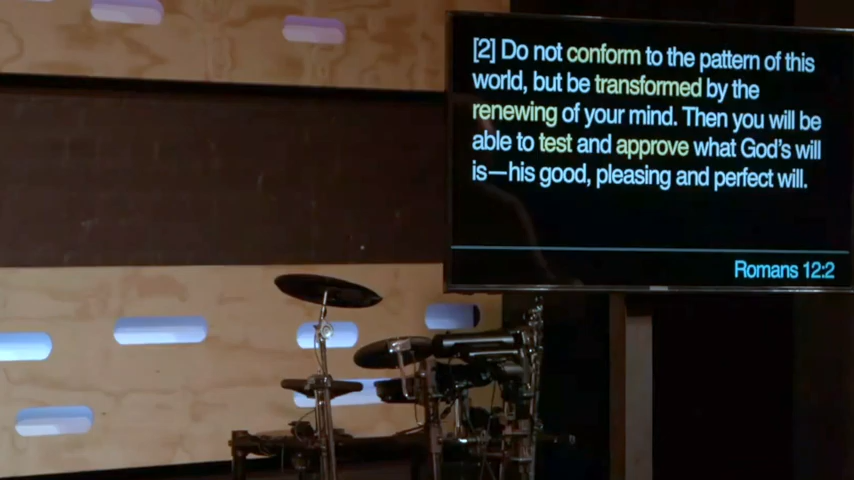 [2] Do not conform to the pattern of this
world, but be transformed by the
renewing of your mind. Then you will be
able to test and approve what God's will
is—his good, pleasing and perfect will.
Romans 12:2